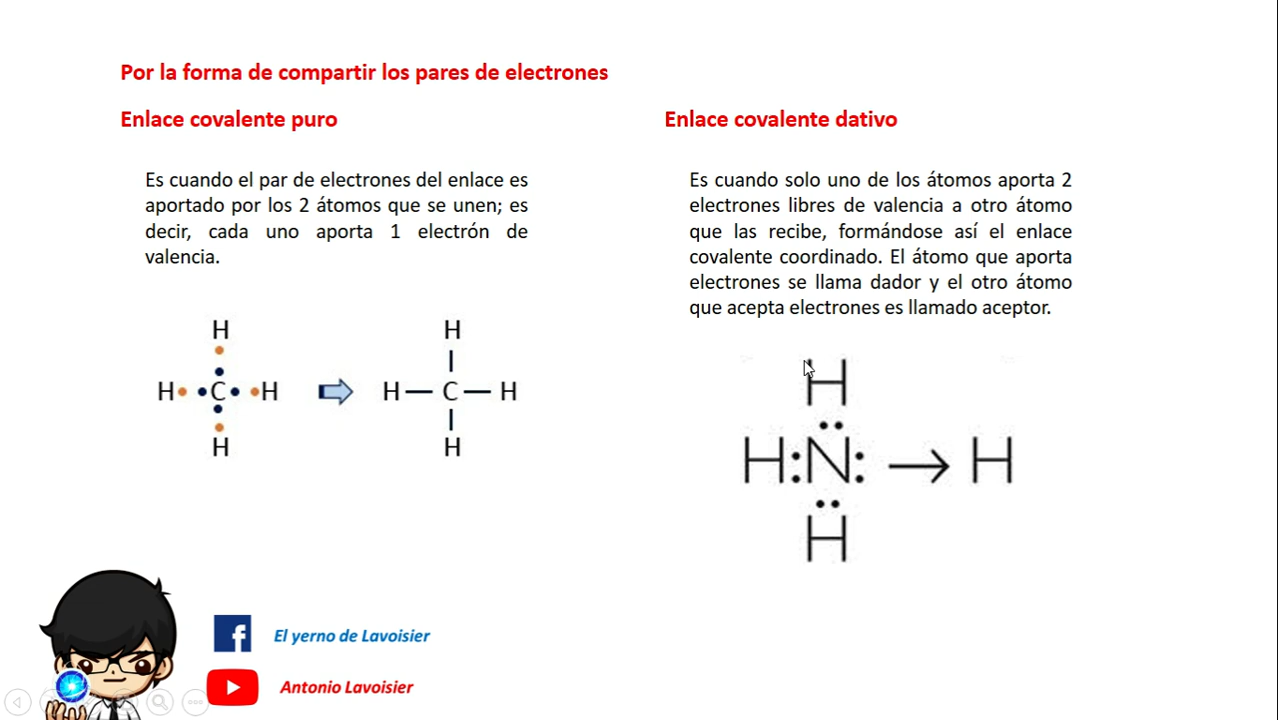 Por la forma de compartir los pares de electrones
Enlace covalente puro
Es cuando el par de electrones del enlace es
aportado por los 2 átomos que se unen; es
decir, cada uno aporta 1 electrón de
valencia.
H
H• •C• •H
H
H
H — C — H
H
Enlace covalente dativo
Es cuando solo uno de los átomos aporta 2
electrones libres de valencia a otro átomo
que las recibe, formándose así el enlace
covalente coordinado. El átomo que aporta
electrones se llama dador y el otro átomo
que acepta electrones es llamado aceptor.
H
H:N: → H
H
El yerno de Lavoisier
Antonio Lavoisier